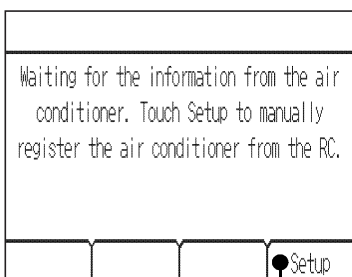 Waiting for the information from the air
conditioner. Touch Setup to manually
register the air conditioner from the RC.
Setup